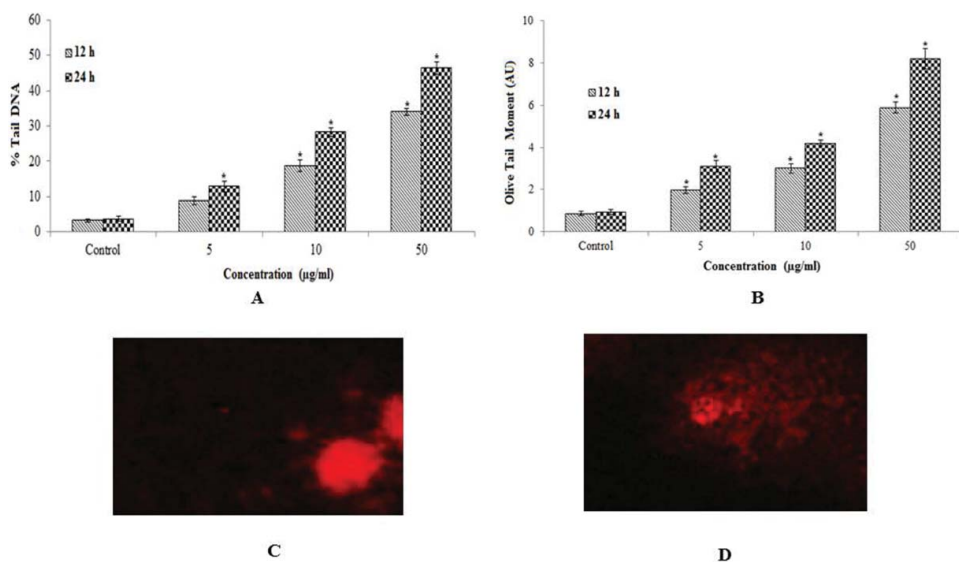 60
50
40
30
20
10
0
% Tail DNA
12 h
24 h
*
*
*
*
*
Control
5
10
50
Concentration (µg/ml)
A
10
8
6
4
2
0
Olive Tail Moment (AU)
12 h
24 h
*
*
*
*
*
*
Control
5
10
50
Concentration (µg/ml)
B
C
D